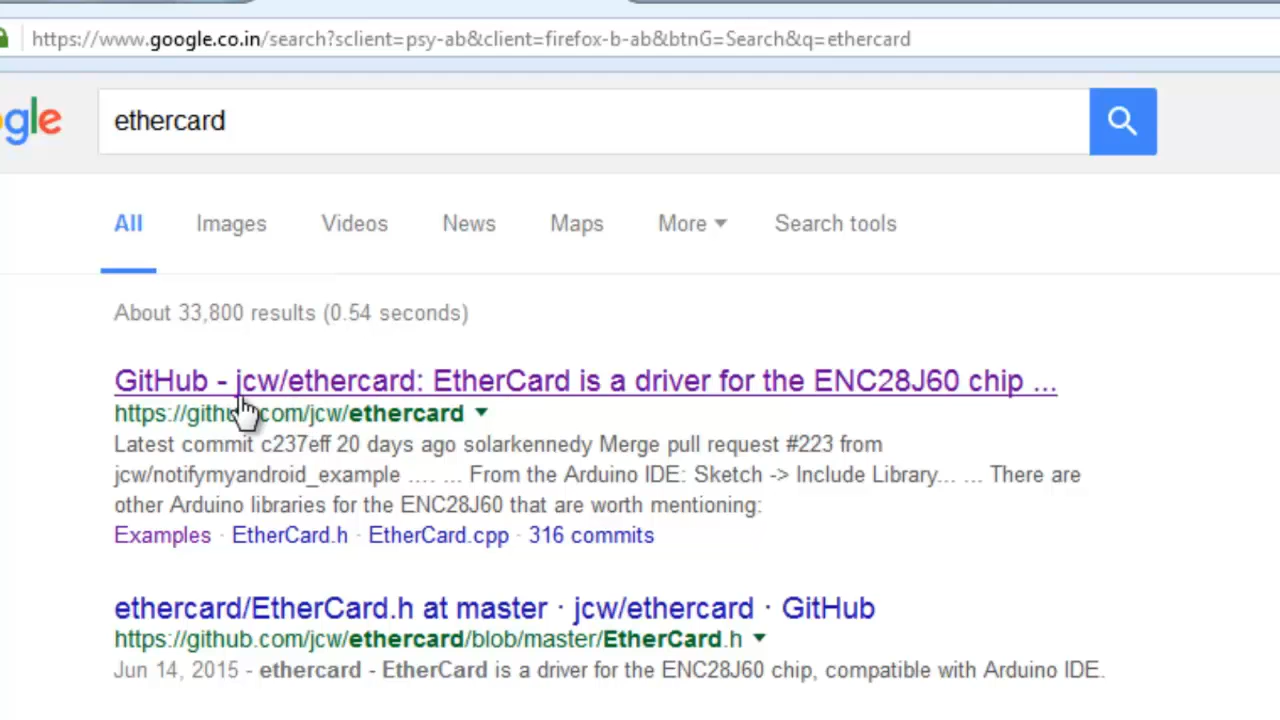 https://www.google.co.in/search?sclient=psy-ab&client=firefox-b-ab&btnG=Search&q=ethercard
gle ethercard
All Images Videos News Maps More Search tools
About 33,800 results (0.54 seconds)
GitHub - jcw/ethercard: EtherCard is a driver for the ENC28J60 chip ...
https://github.com/jcw/ethercard
Latest commit c237eff 20 days ago solarkennedy Merge pull request #223 from
jcw/notifymyandroid_example .... ... From the Arduino IDE: Sketch -> Include Library... ... There are
other Arduino libraries for the ENC28J60 that are worth mentioning:
Examples · EtherCard.h · EtherCard.cpp · 316 commits
ethercard/EtherCard.h at master · jcw/ethercard · GitHub
https://github.com/jcw/ethercard/blob/master/EtherCard.h
Jun 14, 2015 - ethercard - EtherCard is a driver for the ENC28J60 chip, compatible with Arduino IDE.